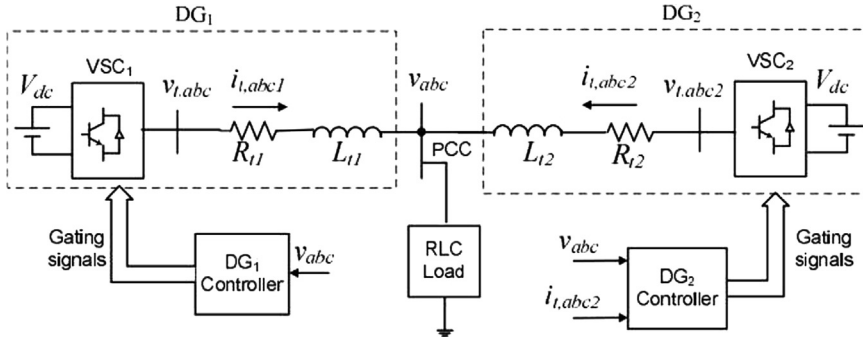 DG1
DG2
VSC1
VSC2
Vdc
vt.abc
it,abc1
vabc
it,abc2
vt.abc2
Vdc
Rt1
Lt1
PCC
Lt2
Rt2
Gating
signals
DG1
Controller
vabc
RLC
Load
vabc
it,abc2
DG2
Controller
Gating
signals